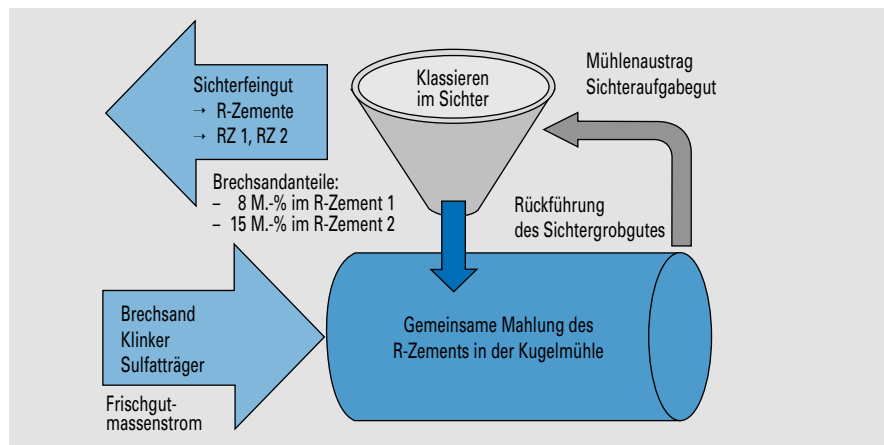 Sichterfeingut
→ R-Zemente
→ RZ 1, RZ 2
Klassieren
im Sichter
Mühlenaustrag
Sichteraufgabegut
Brechsandanteile:
– 8 M.-% im R-Zement 1
– 15 M.-% im R-Zement 2
Rückführung
des Sichtergrobgutes
Brechsand
Klinker
Sulfatträger
Frischgut-
massenstrom
Gemeinsame Mahlung des
R-Zements in der Kugelmühle